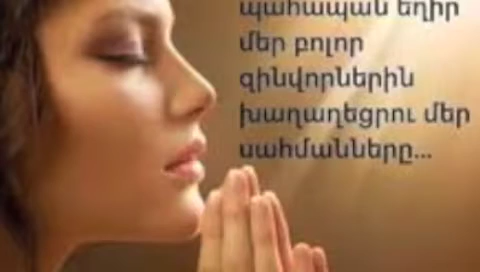 պահապան եղիր
մեր բոլոր
զինվորներին
խաղաղեցրու մեր
սահմանները...